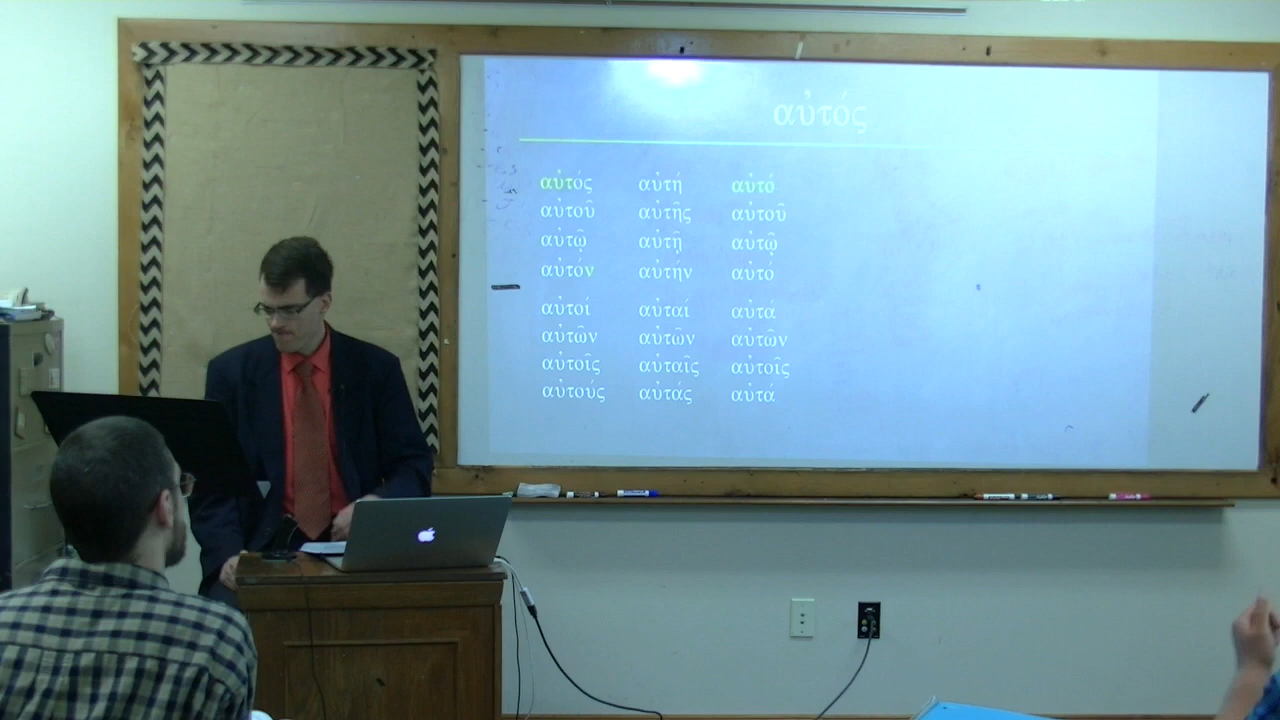 αὐτός
αὐτός αὐτή αὐτό
αὐτοῦ αὐτῆς αὐτοῦ
αὐτῷ αὐτῇ αὐτῷ
αὐτόν αὐτήν αὐτό
αὐτοί αὐταί αὐτά
αὐτῶν αὐτῶν αὐτῶν
αὐτοῖς αὐταῖς αὐτοῖς
αὐτούς αὐτάς αὐτά